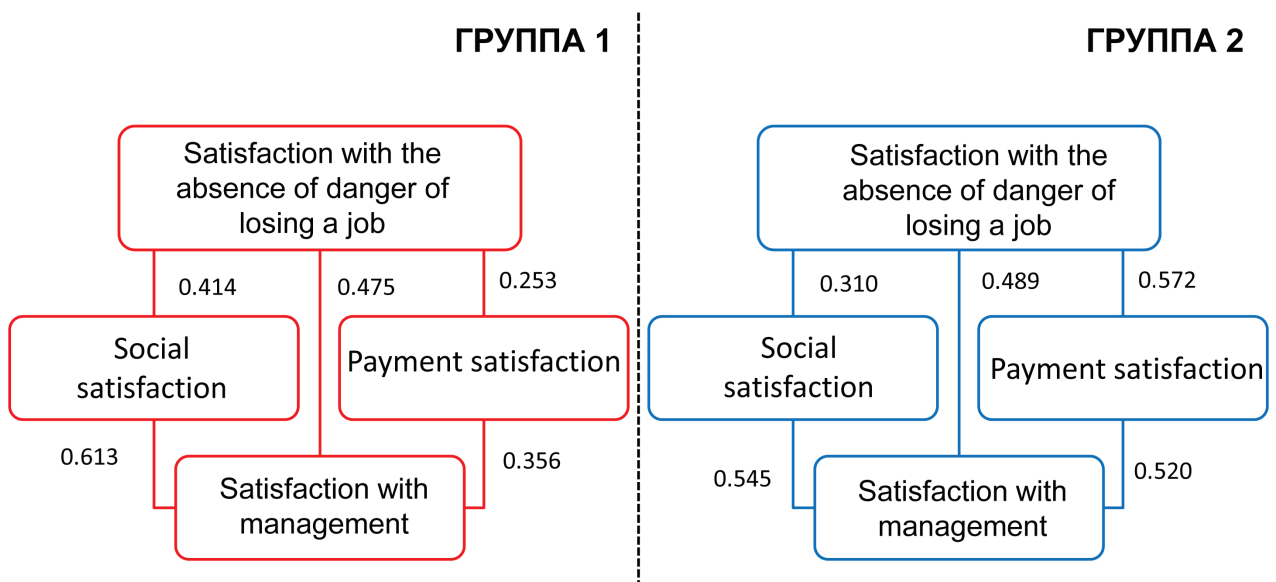 ГРУППА 1
Satisfaction with the
absence of danger of
losing a job
0.414
0.475
0.253
Social
satisfaction
Payment satisfaction
0.613
0.356
Satisfaction with
management
ГРУППА 2
Satisfaction with the
absence of danger of
losing a job
0.310
0.489
0.572
Social
satisfaction
Payment satisfaction
0.545
0.520
Satisfaction with
management